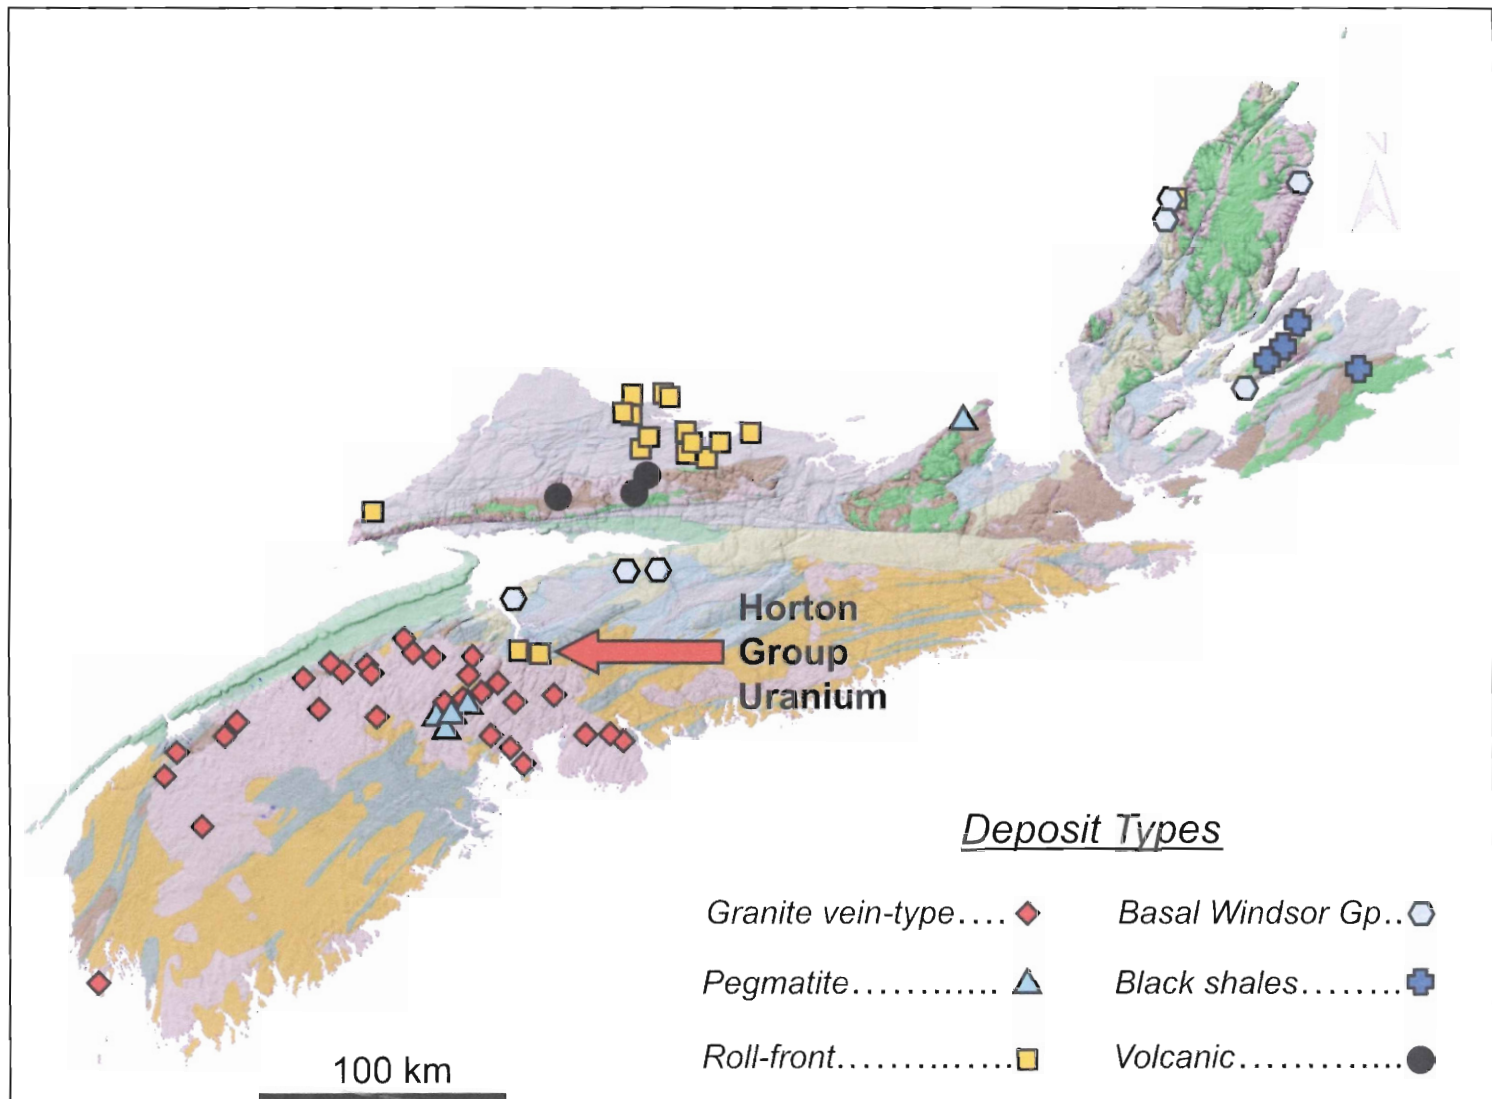 N
Horton
Group
Uranium
Deposit Types
Granite vein-type....
Basal Windsor Gp..
Pegmatite............
Black shales........
Roll-front..............
Volcanic.............
100 km